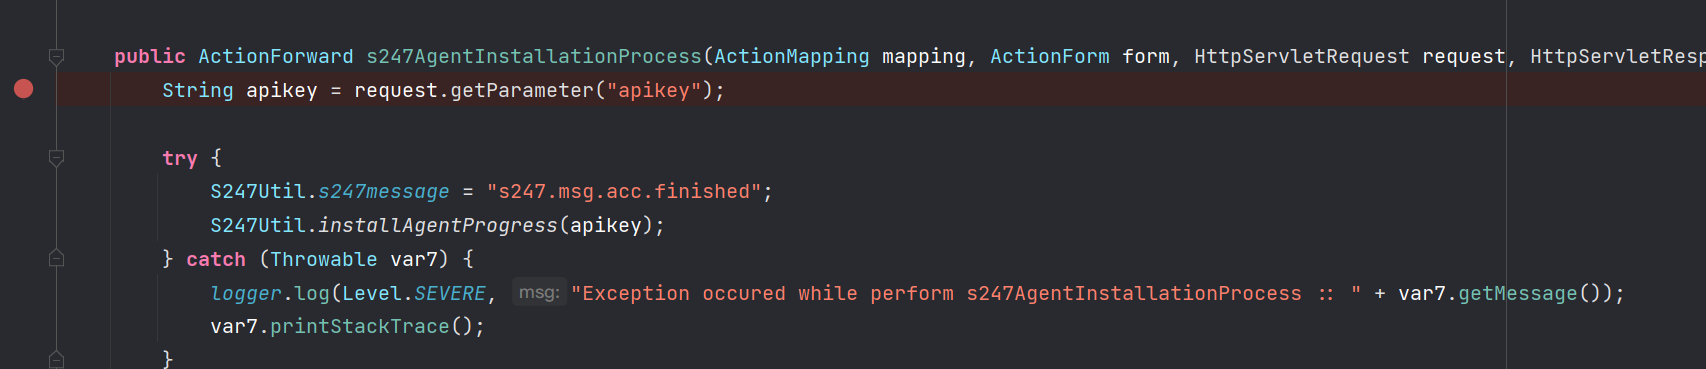 public ActionForward s247AgentInstallationProcess(ActionMapping mapping, ActionForm form, HttpServletRequest request, HttpServletResp
String apikey = request.getParameter("apikey");
try {
S247Util.s247message = "s247.msg.acc.finished";
S247Util.installAgentProgress(apikey);
} catch (Throwable var7) {
logger.log(Level.SEVERE, msg: "Exception occured while perform s247AgentInstallationProcess :: " + var7.getMessage());
var7.printStackTrace();
}